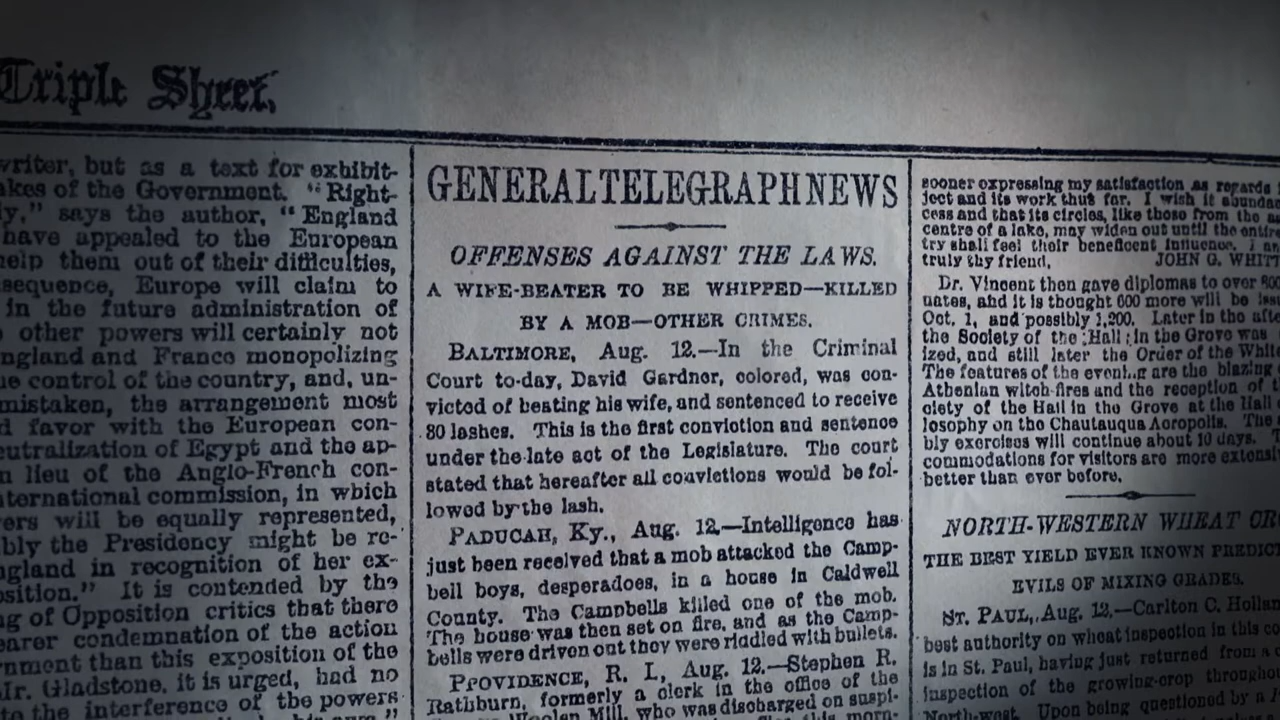 Triple Sheet.
writer, but as a text for exhibit-
akes of the Government. "Right-
ly," says the author, "England
have appealed to the European
help them out of their difficulties,
sequence, Europe will claim to
in the future administration of
other powers will certainly not
ngland and France monopolizing
e control of the country, and, un-
mistaken, the arrangement most
d favor with the European con-
eutralization of Egypt and the ap-
n lieu of the Anglo-French con-
nternational commission, in which
ers will be equally represented,
bly the Presidency might be re-
ngland in recognition of her ex-
osition." It is contended by the
ng of Opposition critics that there
earer condemnation of the action
rnment than this exposition of the
Mr. Gladstone, it is urged, had no
to the interference of the powers
GENERAL TELEGRAPH NEWS
OFFENSES AGAINST THE LAWS.
A WIFE-BEATER TO BE WHIPPED—KILLED
BY A MOB—OTHER CRIMES.
BALTIMORE, Aug. 12.—In the Criminal
Court to-day, David Gardner, colored, was con-
victed of beating his wife, and sentenced to receive
80 lashes. This is the first conviction and sentence
under the late act of the Legislature. The court
stated that hereafter all convictions would be fol-
lowed by the lash.
PADUCAH, Ky., Aug. 12.—Intelligence has
just been received that a mob attacked the Camp-
bell boys, desperadoes, in a house in Caldwell
County. The Campbells killed one of the mob.
The house was then set on fire, and as the Camp-
bells were driven out they were riddled with bullets.
PROVIDENCE, R. I., Aug. 12.—Stephen R.
Rathburn, formerly a clerk in the office of the
Woolen Mill, who was discharged on suspi-
sooner expressing my satisfaction as regards
ject and its work thus far. I wish it abundan
cess and that its circles, like those from the
centre of a lake, may widen out until the entire
try shall feel their beneficent influence. I am
truly thy friend, JOHN G. WHITT
Dr. Vincent then gave diplomas to over 800
uates, and it is thought 600 more will be
Oct. 1, and possibly 1,200. Later in the afte
the Society of the Hall in the Grove was
ized, and still later the Order of the White
The features of the evening are the blazing
Athenian witch-fires and the reception of
ciety of the Hall in the Grove at the Hall
losophy on the Chautauqua Acropolis. The
bly exercises will continue about 10 days.
commodations for visitors are more extensi
better than ever before.
NORTH-WESTERN WHEAT CR
THE BEST YIELD EVER KNOWN PREDICT
EVILS OF MIXING GRADES.
ST. PAUL, Aug. 12.—Carlton C. Hollan
best authority on wheat inspection in this co
is in St. Paul, having just returned from a
inspection of the growing-crop throughou
North-west. Upon being questioned by a